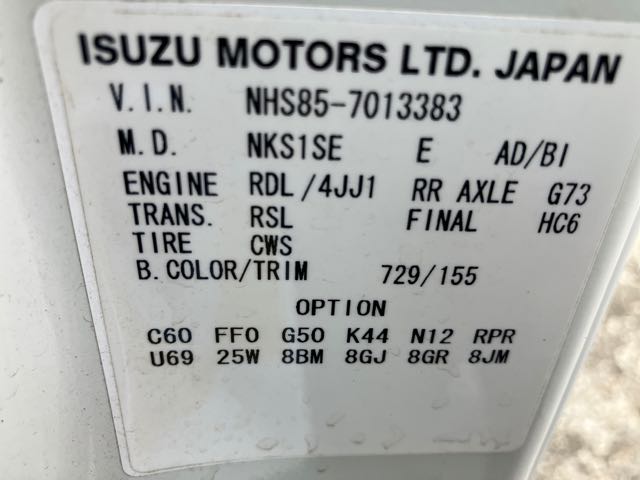 ISUZU MOTORS LTD. JAPAN
V.I.N. NHS85-7013383
M.D. NKS1SE E AD/BI
ENGINE RDL/4JJ1 RR AXLE G73
TRANS. RSL FINAL HC6
TIRE CWS
B.COLOR/TRIM 729/155
OPTION
C60 FF0 G50 K44 N12 RPR
U69 25W 8BM 8GJ 8GR 8JM